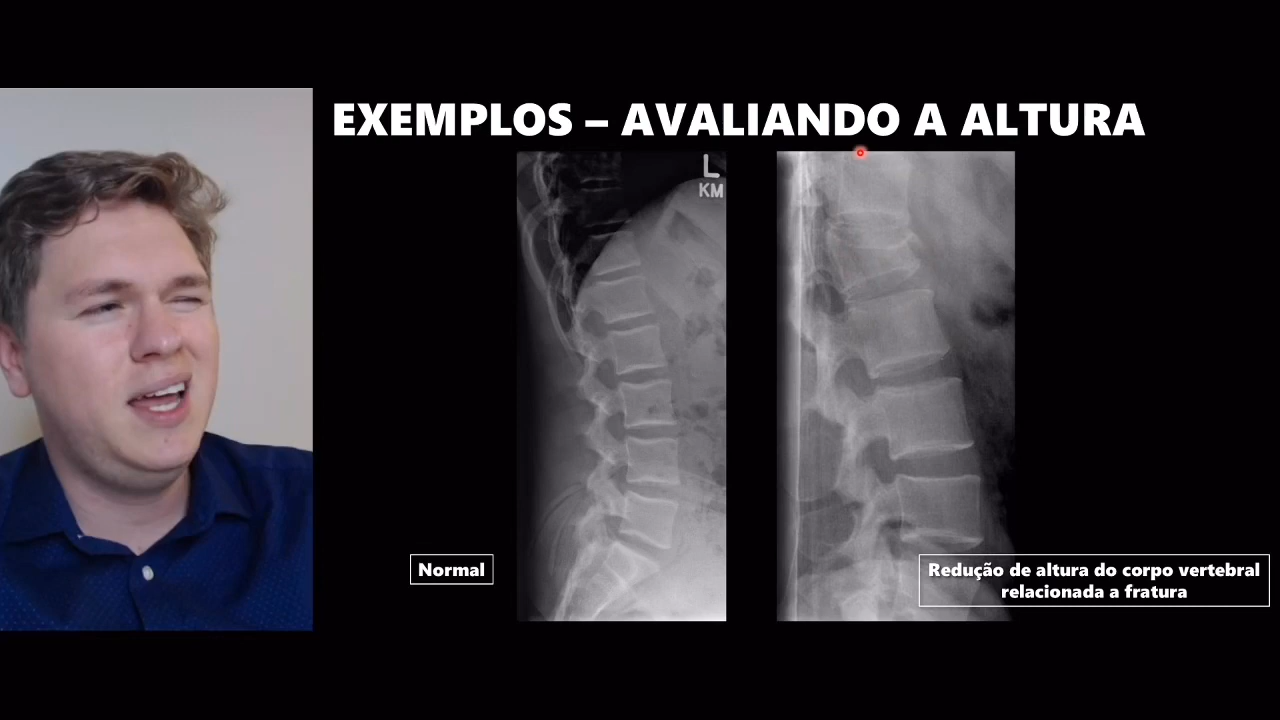 EXEMPLOS – AVALIANDO A ALTURA
L
KM
Normal
Redução de altura do corpo vertebral
relacionada a fratura